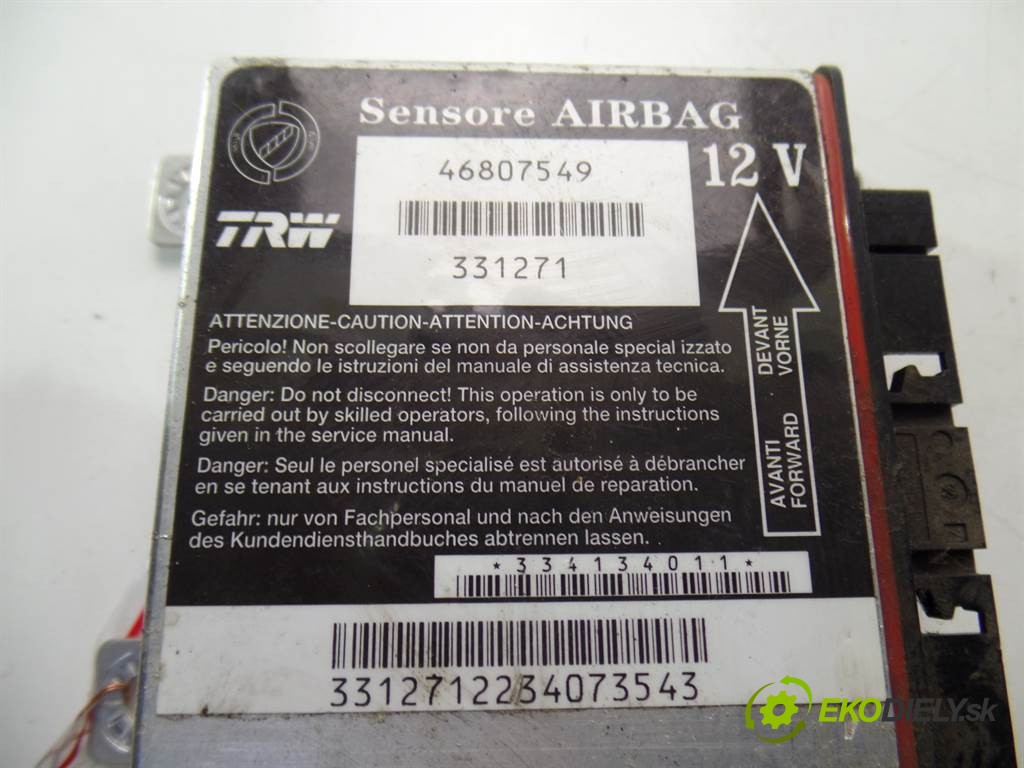 Sensore AIRBAG
46807549
12 V
TRW
331271
ATTENZIONE-CAUTION-ATTENTION-ACHTUNG
Pericolo! Non scollegare se non da personale special izzato
e seguendo le istruzioni del manuale di assistenza tecnica.
Danger: Do not disconnect! This operation is only to be
carried out by skilled operators, following the instructions
given in the service manual.
Danger: Seul le personel specialisé est autorisé à débrancher
en se tenant aux instructions du manuel de reparation.
Gefahr: nur von Fachpersonal und nach den Anweisungen
des Kundendiensthandbuches abtrennen lassen.
DEVANT
VORNE
AVANTI
FORWARD
*334134011*
3312712234073543
EKODIELY.sk